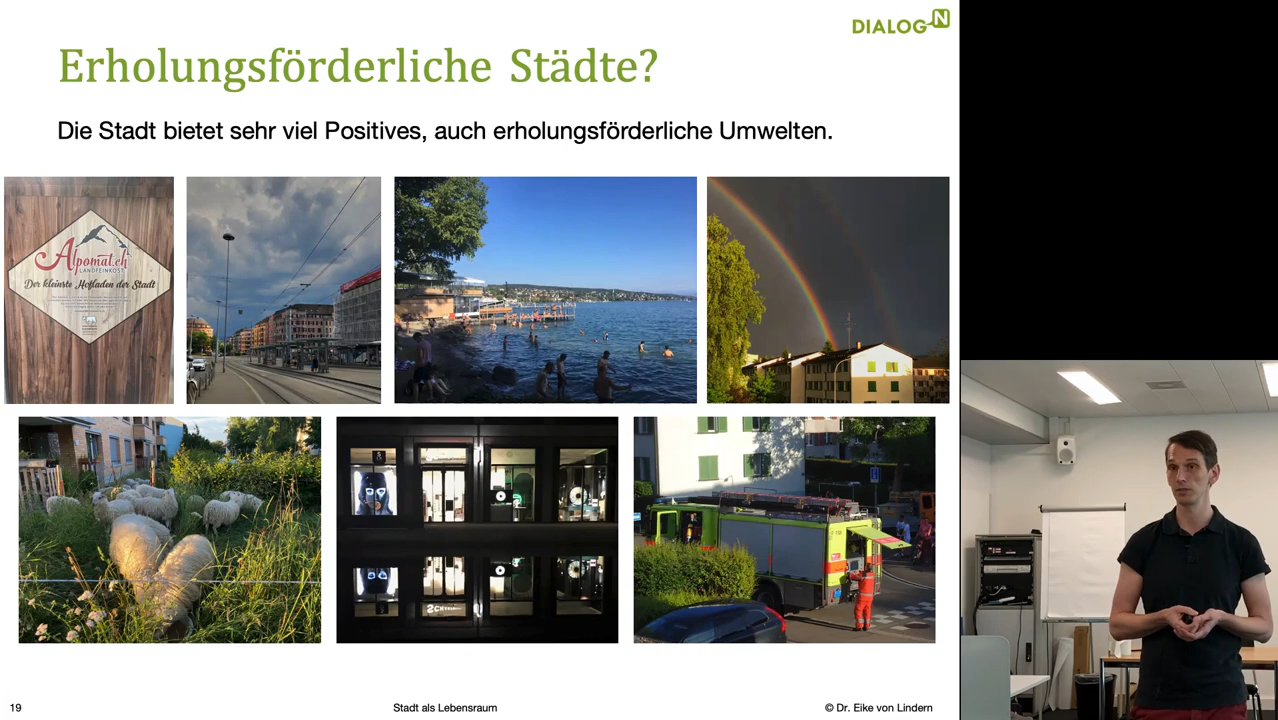 DIALOG N
Erholungsförderliche Städte?
Die Stadt bietet sehr viel Positives, auch erholungsförderliche Umwelten.
Alpomat.ch
LANDFEINKOST
Der kleinste Hofladen der Stadt
19
Stadt als Lebensraum
© Dr. Eike von Lindern